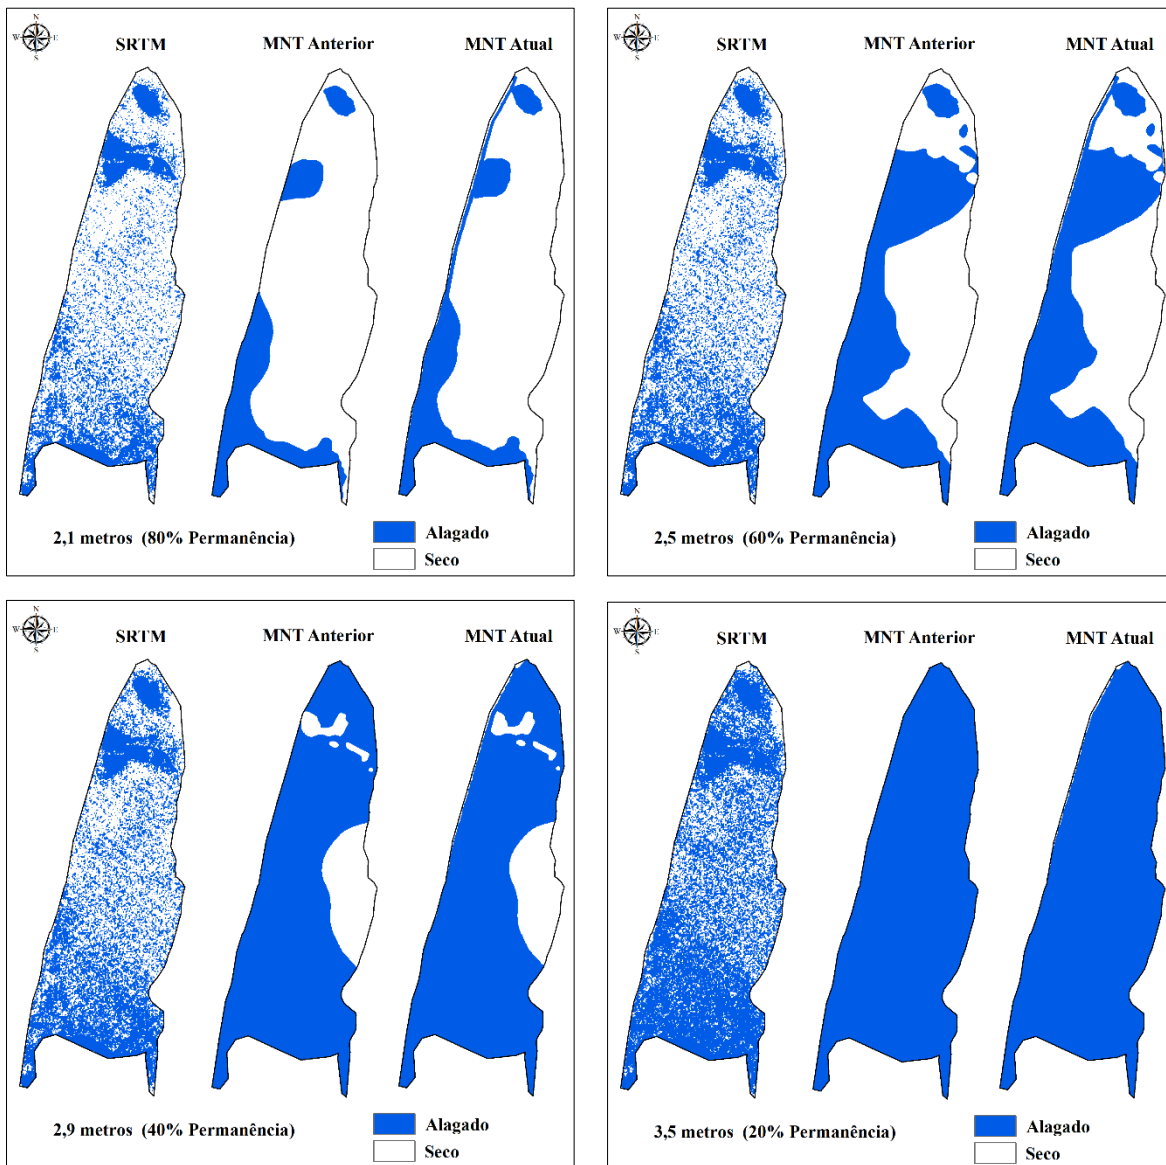 N
W E
S
SRTM MNT Anterior MNT Atual
2,1 metros (80% Permanência)
Alagado
Seco
N
W E
S
SRTM MNT Anterior MNT Atual
2,5 metros (60% Permanência)
Alagado
Seco
N
W E
S
SRTM MNT Anterior MNT Atual
2,9 metros (40% Permanência)
Alagado
Seco
N
W E
S
SRTM MNT Anterior MNT Atual
3,5 metros (20% Permanência)
Alagado
Seco